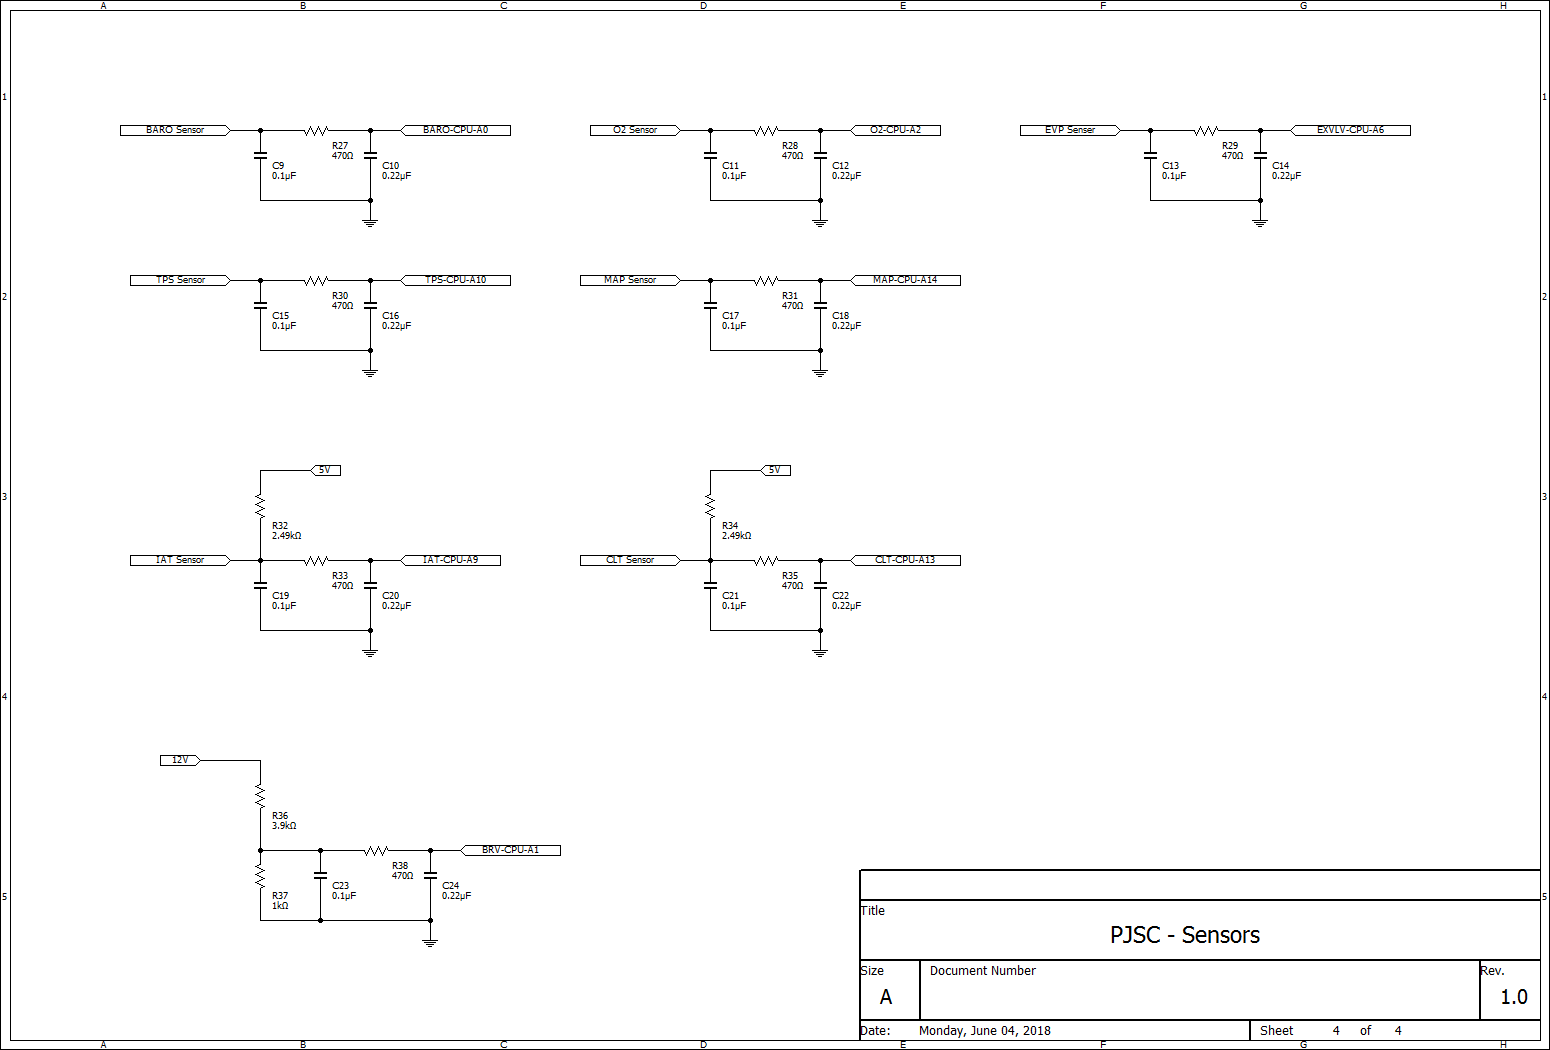 A B C D E F G H
1 1
BARO Sensor
BARO-CPU-A0
O2 Sensor
O2-CPU-A2
EVP Senser
EXVLV-CPU-A6
R27
470Ω
C9
0.1µF
C10
0.22µF
R28
470Ω
C11
0.1µF
C12
0.22µF
R29
470Ω
C13
0.1µF
C14
0.22µF
TPS Sensor
TPS-CPU-A10
MAP Sensor
MAP-CPU-A14
2 2
R30
470Ω
C15
0.1µF
C16
0.22µF
R31
470Ω
C17
0.1µF
C18
0.22µF
5V
5V
3 3
R32
2.49kΩ
R34
2.49kΩ
IAT Sensor
IAT-CPU-A9
CLT Sensor
CLT-CPU-A13
R33
470Ω
C19
0.1µF
C20
0.22µF
R35
470Ω
C21
0.1µF
C22
0.22µF
4 4
12V
R36
3.9kΩ
BRV-CPU-A1
R38
470Ω
R37
1kΩ
C23
0.1µF
C24
0.22µF
5 5
Title
PJSC - Sensors
Size
A
Document Number
Rev.
1.0
Date: Monday, June 04, 2018
Sheet 4 of 4
A B C D E F G H